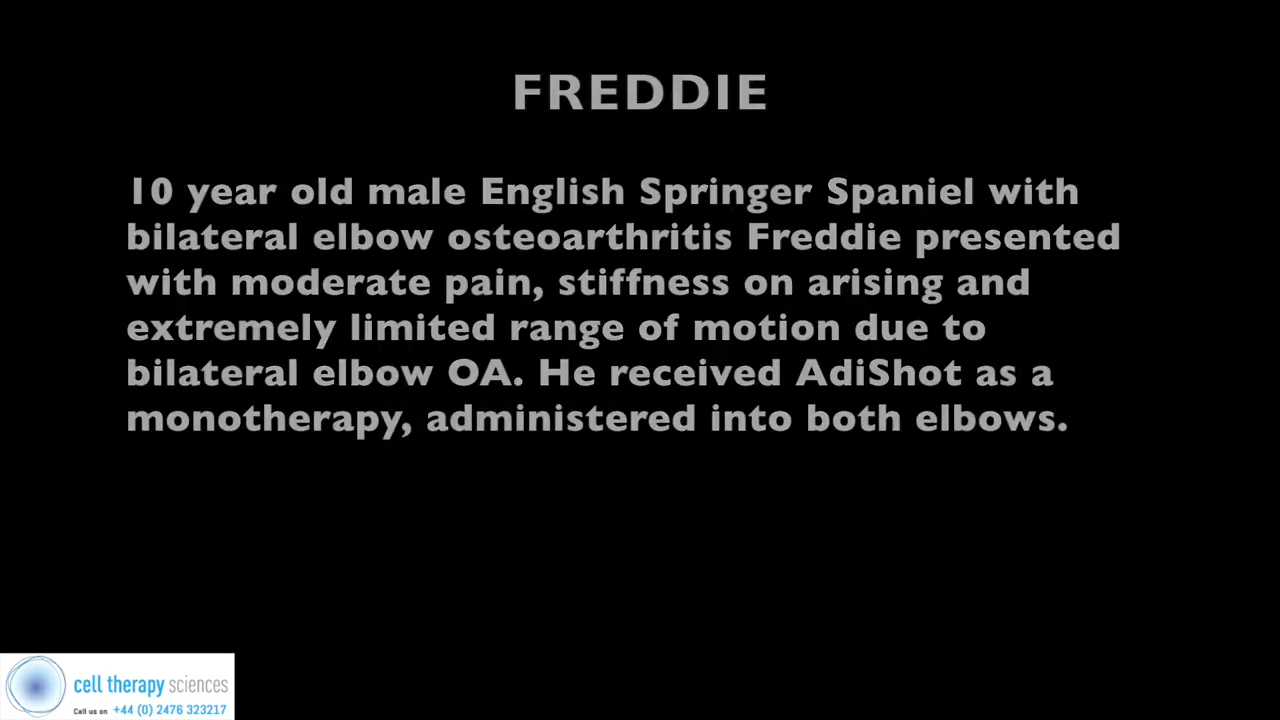 FREDDIE
10 year old male English Springer Spaniel with
bilateral elbow osteoarthritis Freddie presented
with moderate pain, stiffness on arising and
extremely limited range of motion due to
bilateral elbow OA. He received AdiShot as a
monotherapy, administered into both elbows.
cell therapy sciences
Call us on +44 (0) 2476 323217